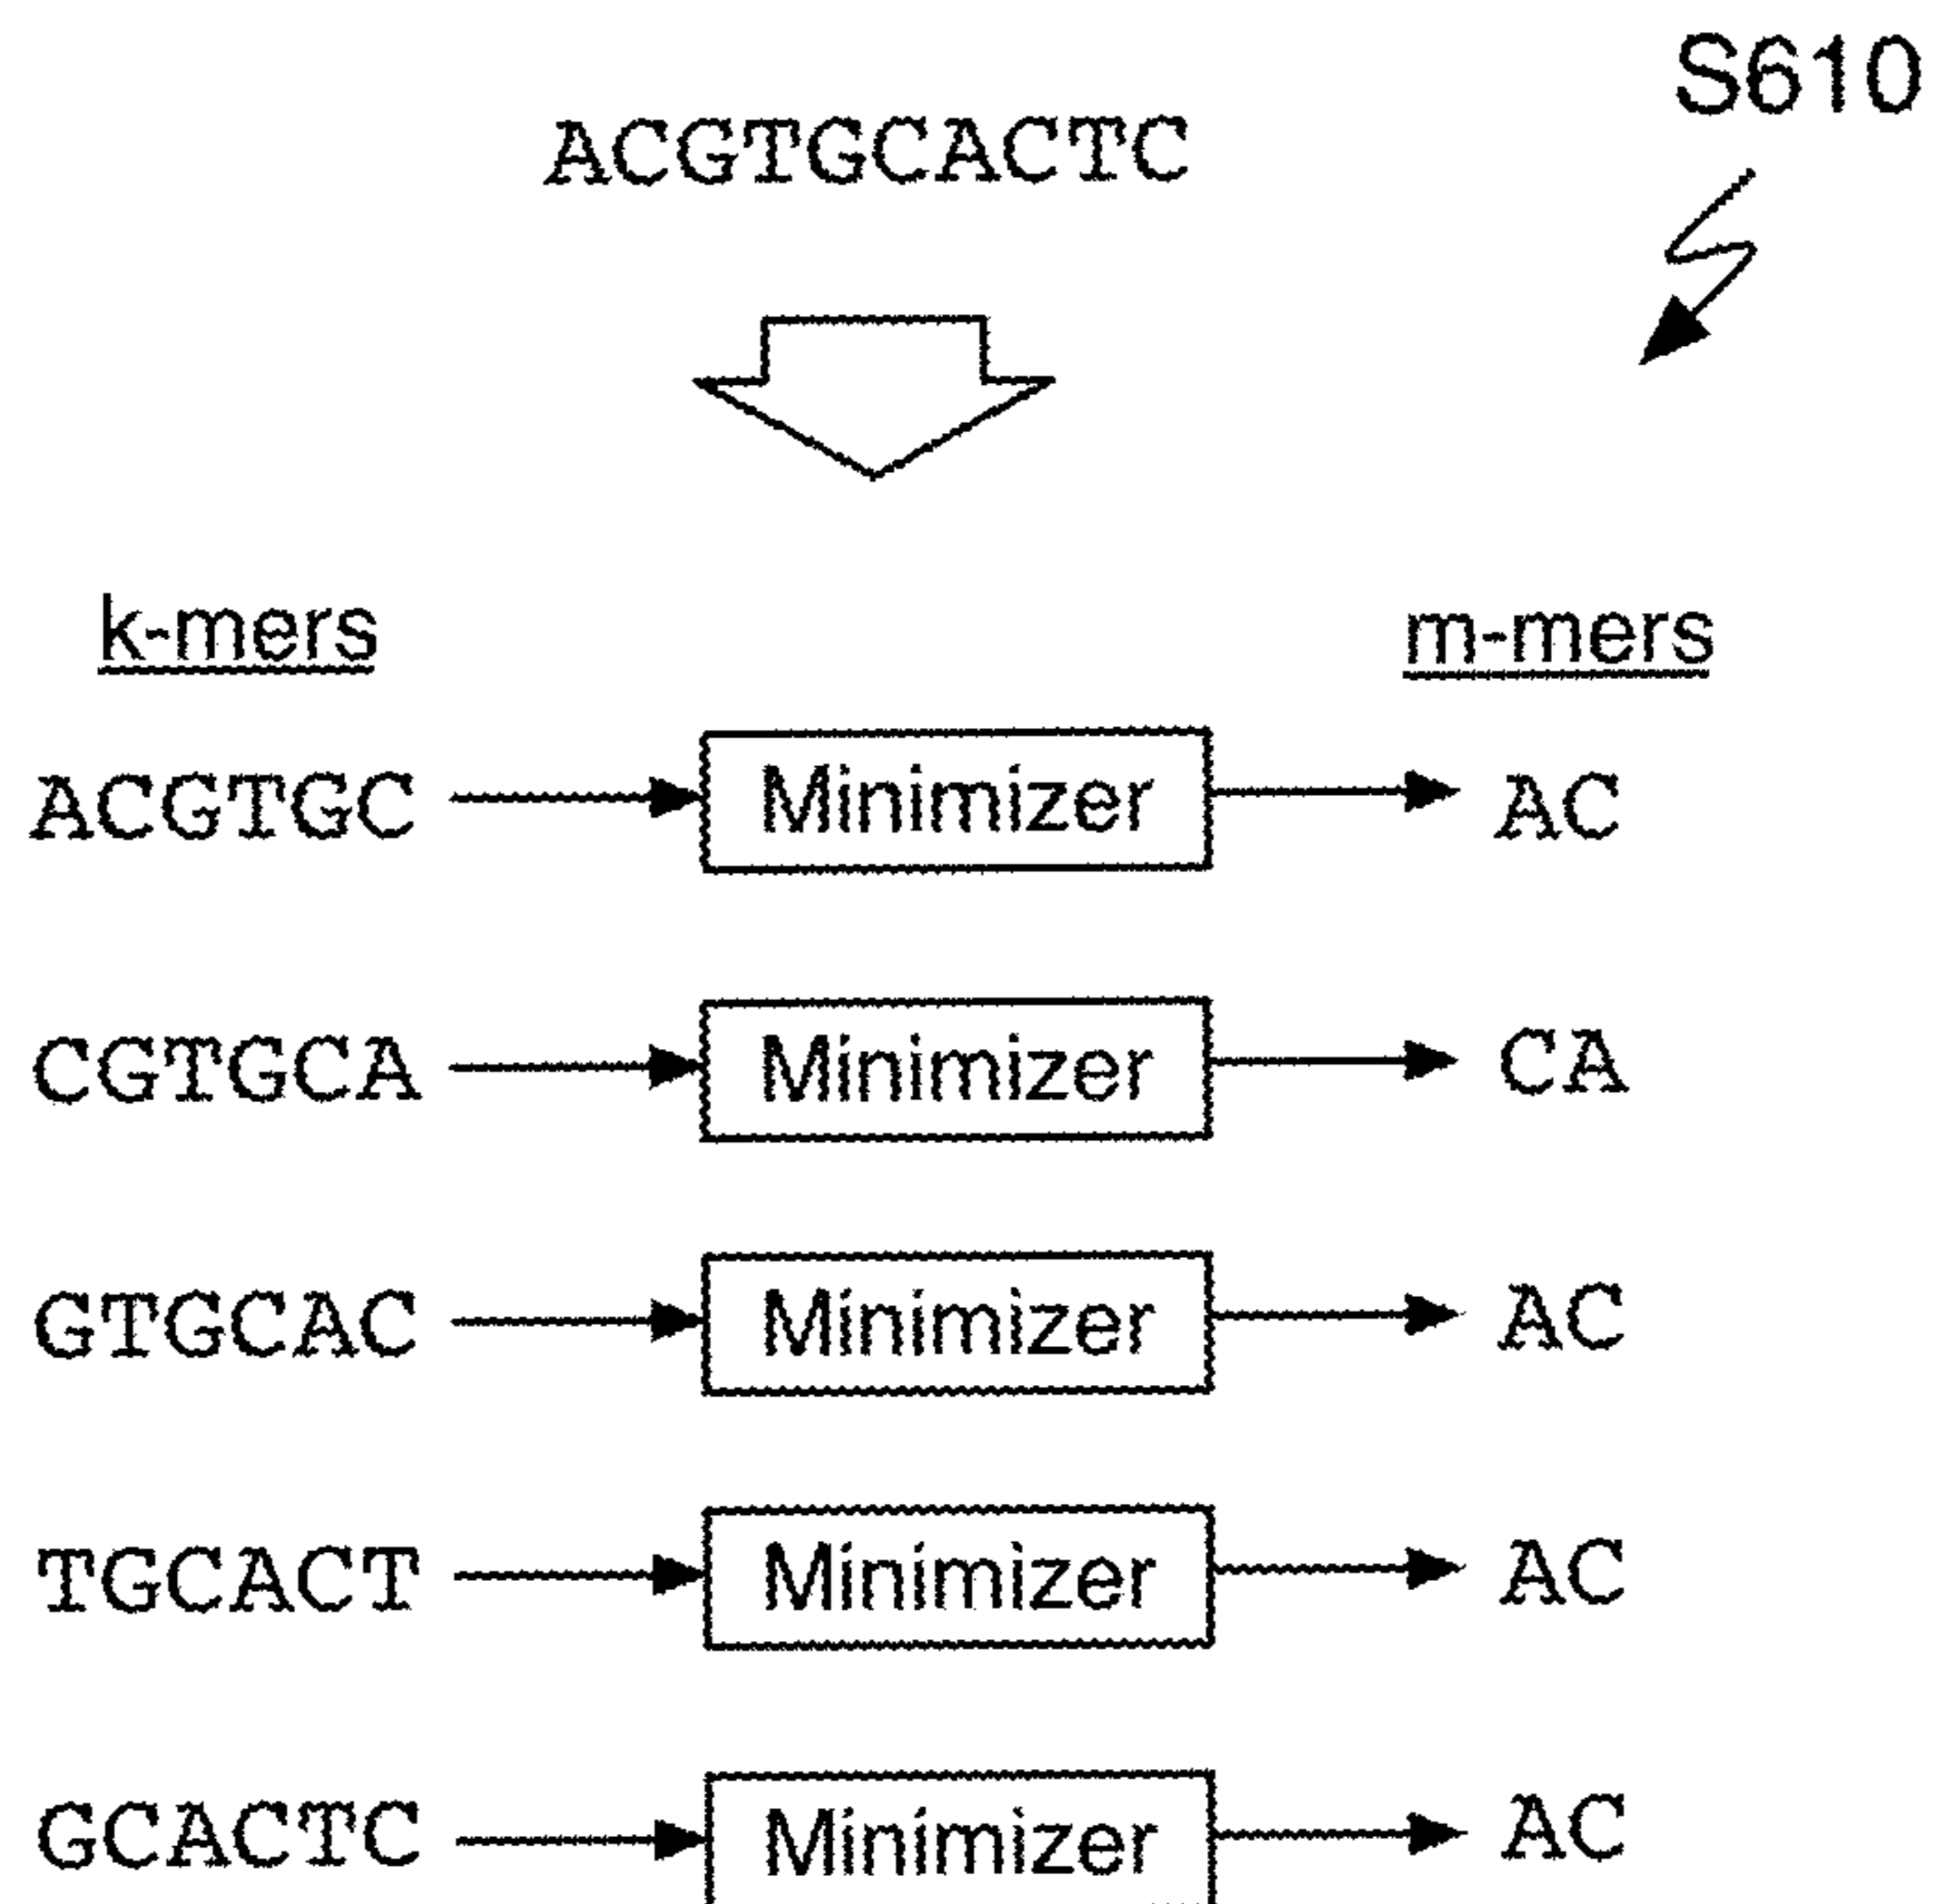 S610
ACGTGCACTC
k-mers m-mers
ACGTGC Minimizer AC
CGTGCA Minimizer CA
GTGCAC Minimizer AC
TGCACT Minimizer AC
GCACTC Minimizer AC